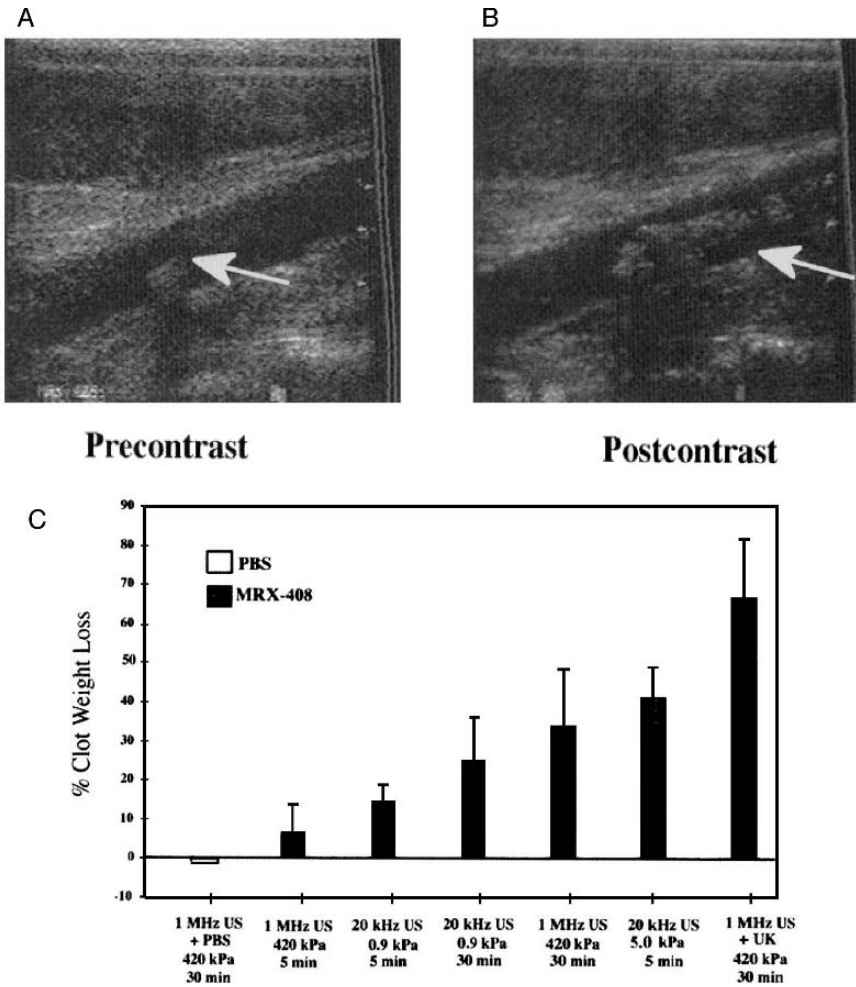 A
B
Precontrast
Postcontrast
C
90
80
70
60
50
40
30
20
10
0
-10
% Clot Weight Loss
PBS
MRX-408
1 MHz US
+ PBS
420 kPa
30 min
1 MHz US
420 kPa
5 min
20 kHz US
0.9 kPa
5 min
20 kHz US
0.9 kPa
30 min
1 MHz US
420 kPa
30 min
20 kHz US
5.0 kPa
5 min
1 MHz US
+ UK
420 kPa
30 min